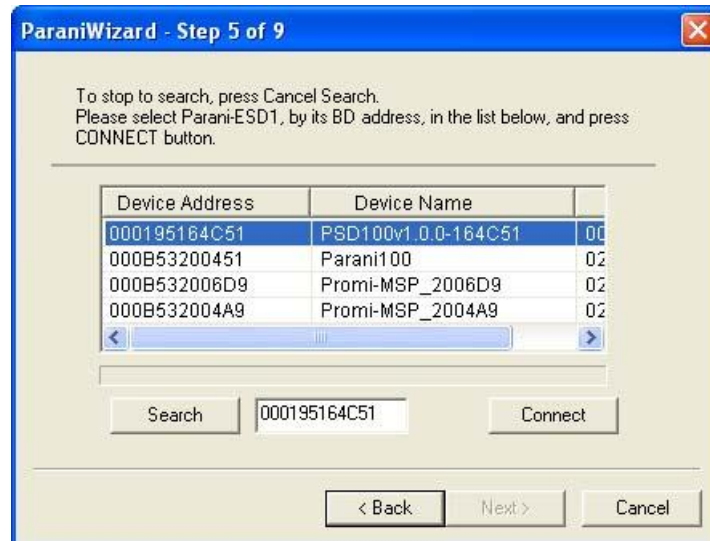 ParaniWizard - Step 5 of 9
To stop to search, press Cancel Search.
Please select Parani-ESD1, by its BD address, in the list below, and press
CONNECT button.
Device Address Device Name
000195164C51 PSD100v1.0.0-164C51 00
000B53200451 Parani100 02
000B532006D9 Promi-MSP_2006D9 02
000B532004A9 Promi-MSP_2004A9 02
Search 000195164C51 Connect
< Back Next > Cancel